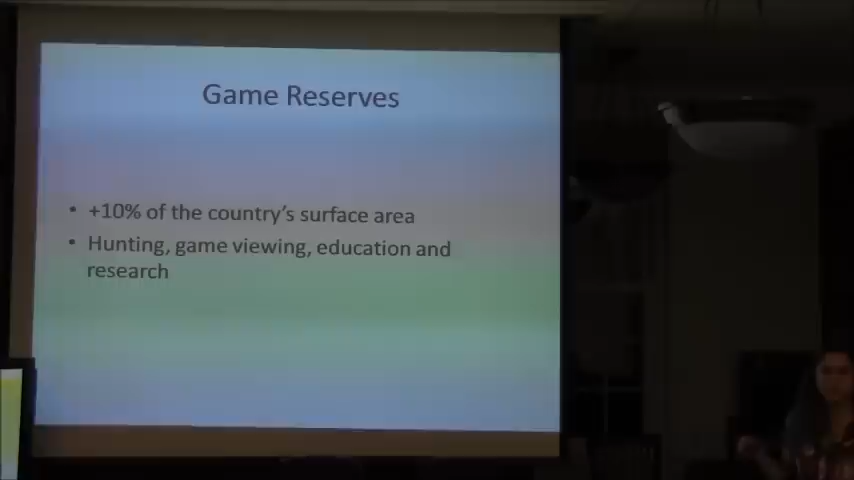 Game Reserves
• +10% of the country's surface area
• Hunting, game viewing, education and
research